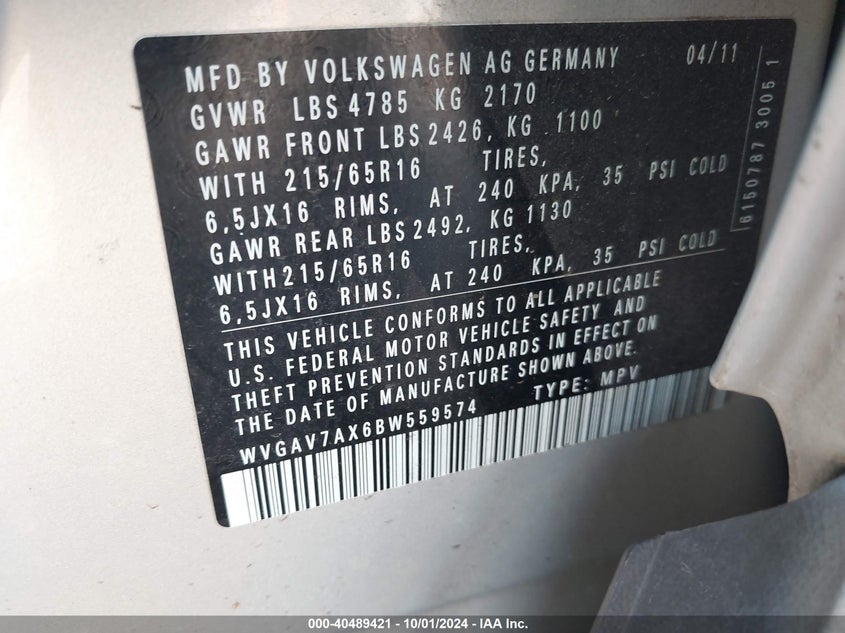 MFD BY VOLKSWAGEN AG GERMANY 04/11
GVWR LBS 4785 KG 2170
GAWR FRONT LBS 2426, KG 1100
WITH 215/65R16 TIRES,
6,5JX16 RIMS, AT 240 KPA, 35 PSI COLD
GAWR REAR LBS 2492, KG 1130
WITH 215/65R16 TIRES,
6,5JX16 RIMS, AT 240 KPA, 35 PSI COLD
THIS VEHICLE CONFORMS TO ALL APPLICABLE
U.S. FEDERAL MOTOR VEHICLE SAFETY AND
THEFT PREVENTION STANDARDS IN EFFECT ON
THE DATE OF MANUFACTURE SHOWN ABOVE.
WVGAV7AX6BW559574 TYPE: MPV
6150787 3005 1
000-40489421 - 10/01/2024 - IAA, Inc.